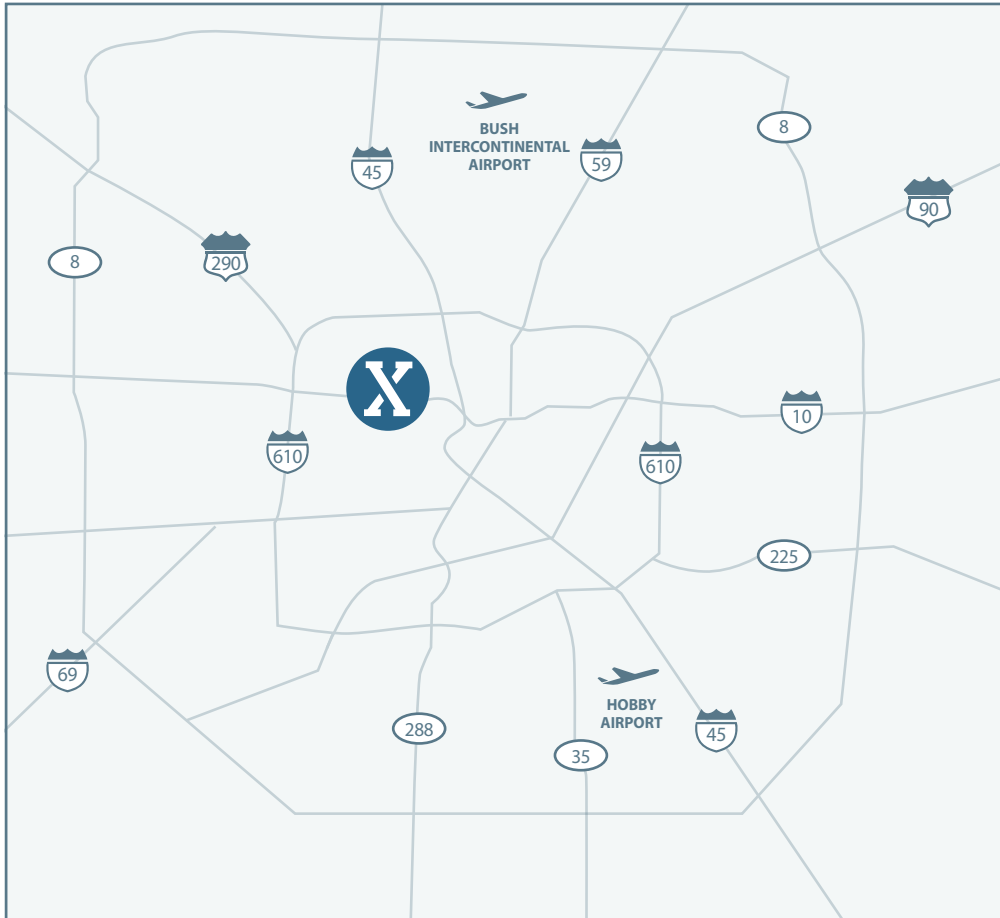 8
BUSH
INTERCONTINENTAL
AIRPORT
59
45
90
8
290
X
10
610
610
225
69
HOBBY
AIRPORT
288
45
35